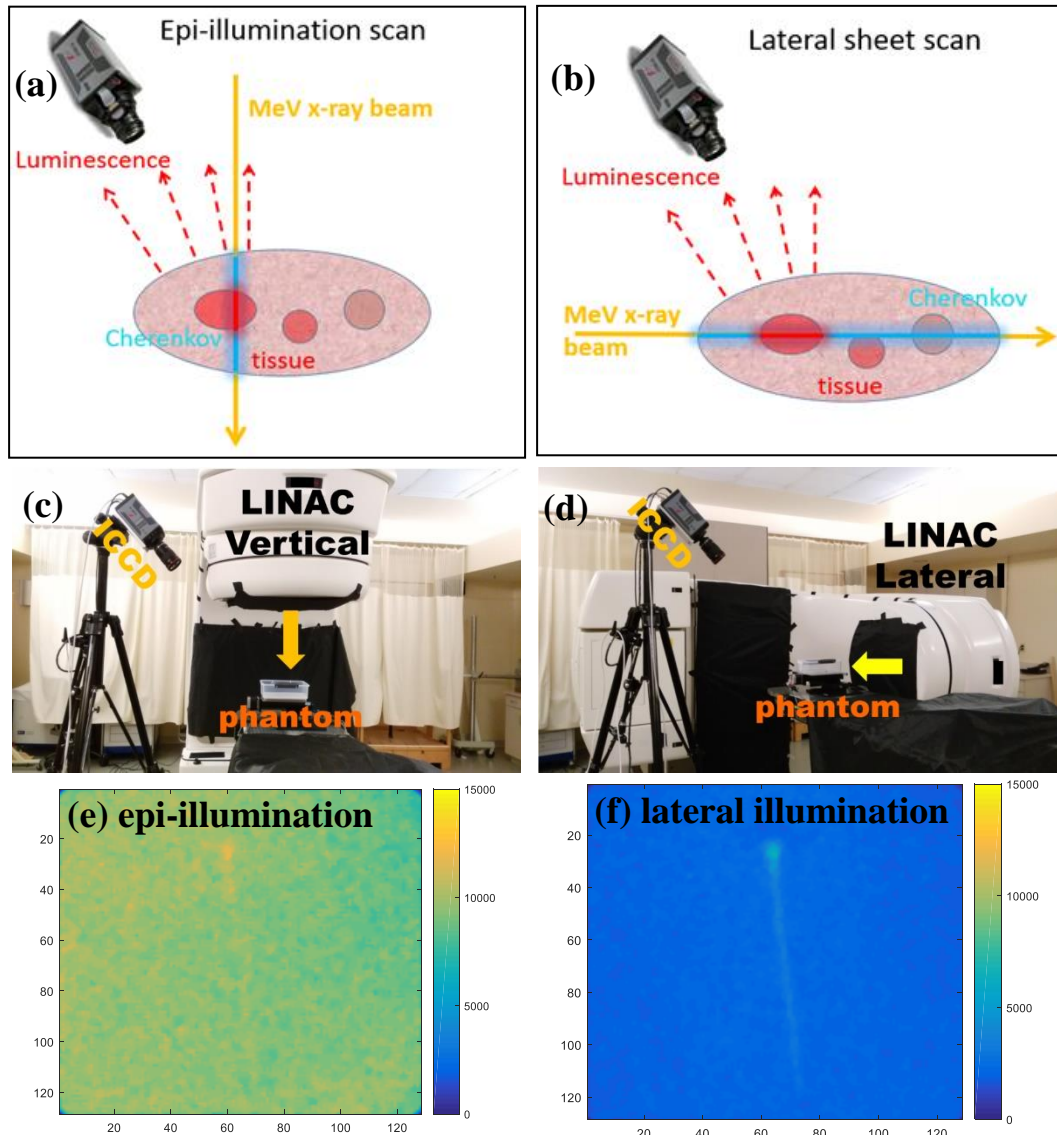 Epi-illumination scan
(a)
MeV x-ray beam
Luminescence
Cherenkov
tissue
Lateral sheet scan
(b)
Luminescence
Cherenkov
MeV x-ray
beam
tissue
(c)
ICCD
LINAC
Vertical
phantom
(d)
ICCD
LINAC
Lateral
phantom
(e) epi-illumination
15000
10000
5000
0
20
40
60
80
100
120
20 40 60 80 100 120
(f) lateral illumination
15000
10000
5000
0
20
40
60
80
100
120
20 40 60 80 100 120